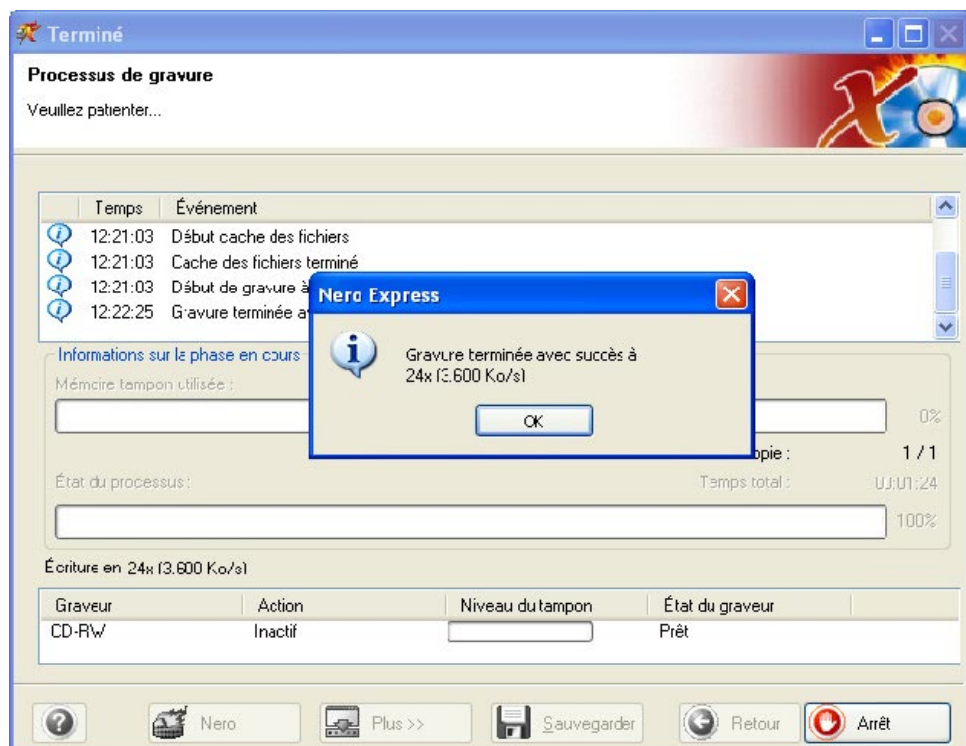 Terminé
Processus de gravure
Veuillez patienter...
Temps Événement
12:21:03 Début cache des fichiers
12:21:03 Cache des fichiers terminé
12:21:03 Début de gravure à
12:22:25 Gravure terminée
Nero Express
Gravure terminée avec succès à
24x (3.600 Ko/s)
OK
Informations sur la phase en cours
Mémoire tampon utilisée :
0%
1 / 1
État du processus : Temps total : 00:01:24
100%
Écriture en 24x (3.600 Ko/s)
Graveur Action Niveau du tampon État du graveur
CD-RW Inactif Prêt
Nero Plus >> Sauvegarder Retour Arrêt